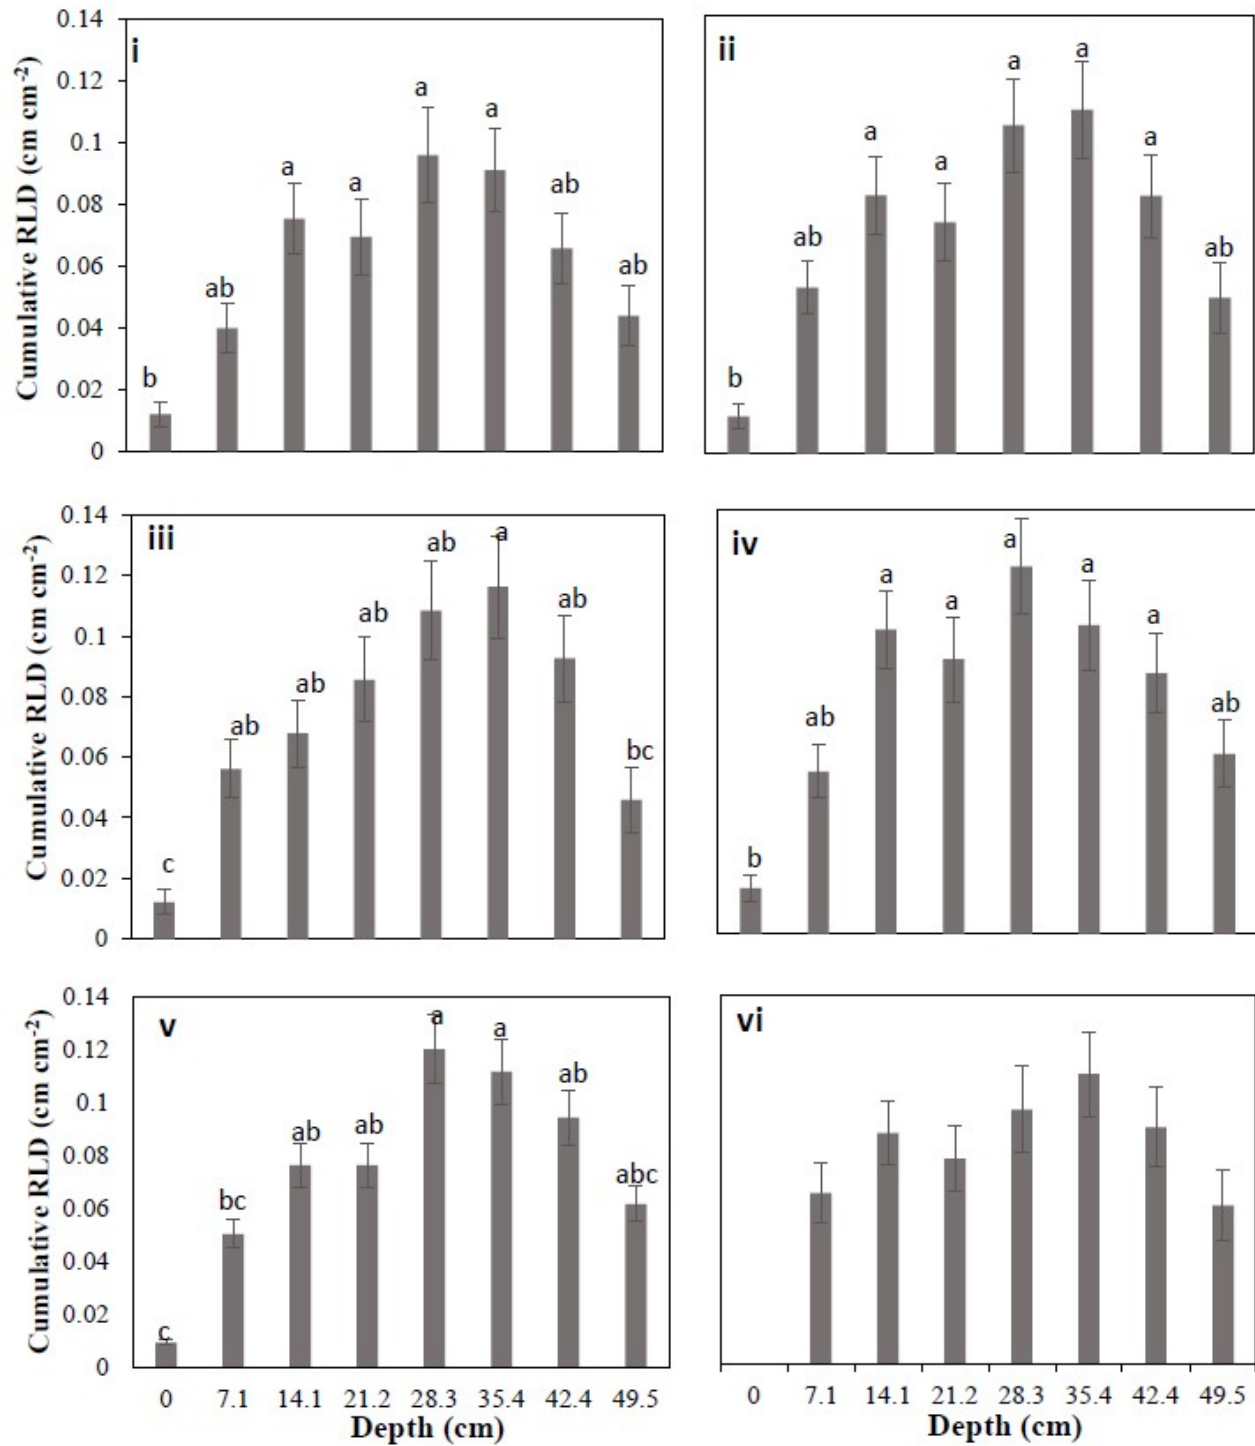 0.14
0.12
0.1
0.08
0.06
0.04
0.02
0
Cumulative RLD (cm cm-2)
i
b
ab
a
a
a
a
ab
ab
ii
b
ab
a
a
a
a
a
ab
0.14
0.12
0.1
0.08
0.06
0.04
0.02
0
Cumulative RLD (cm cm-2)
iii
c
ab
ab
ab
ab
a
ab
bc
iv
b
ab
a
a
a
a
a
ab
0.14
0.12
0.1
0.08
0.06
0.04
0.02
0
Cumulative RLD (cm cm-2)
v
c
bc
ab
ab
a
a
ab
abc
0 7.1 14.1 21.2 28.3 35.4 42.4 49.5
Depth (cm)
vi
0 7.1 14.1 21.2 28.3 35.4 42.4 49.5
Depth (cm)